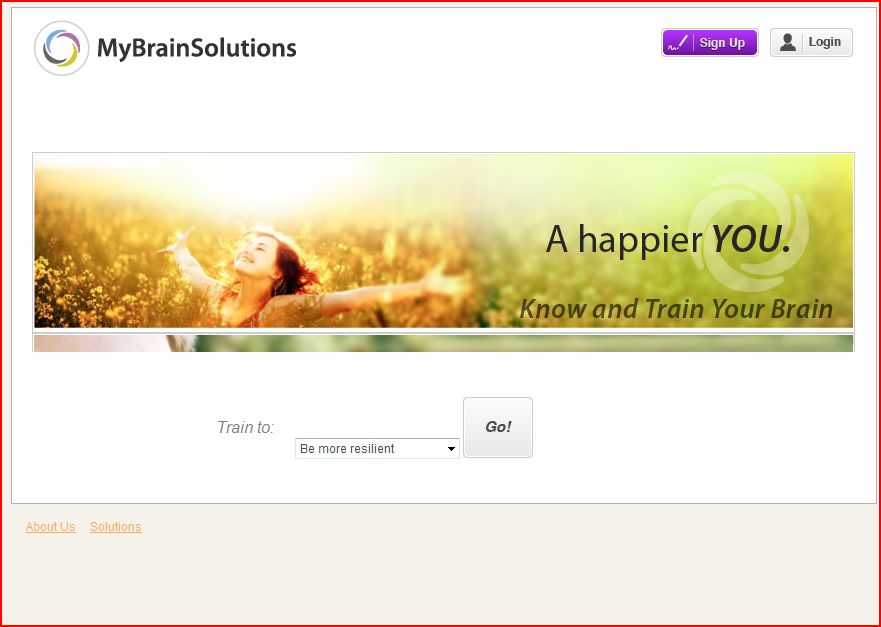 MyBrainSolutions
Sign Up
Login
A happier YOU.
Know and Train Your Brain
Train to:
Be more resilient
Go!
About Us
Solutions